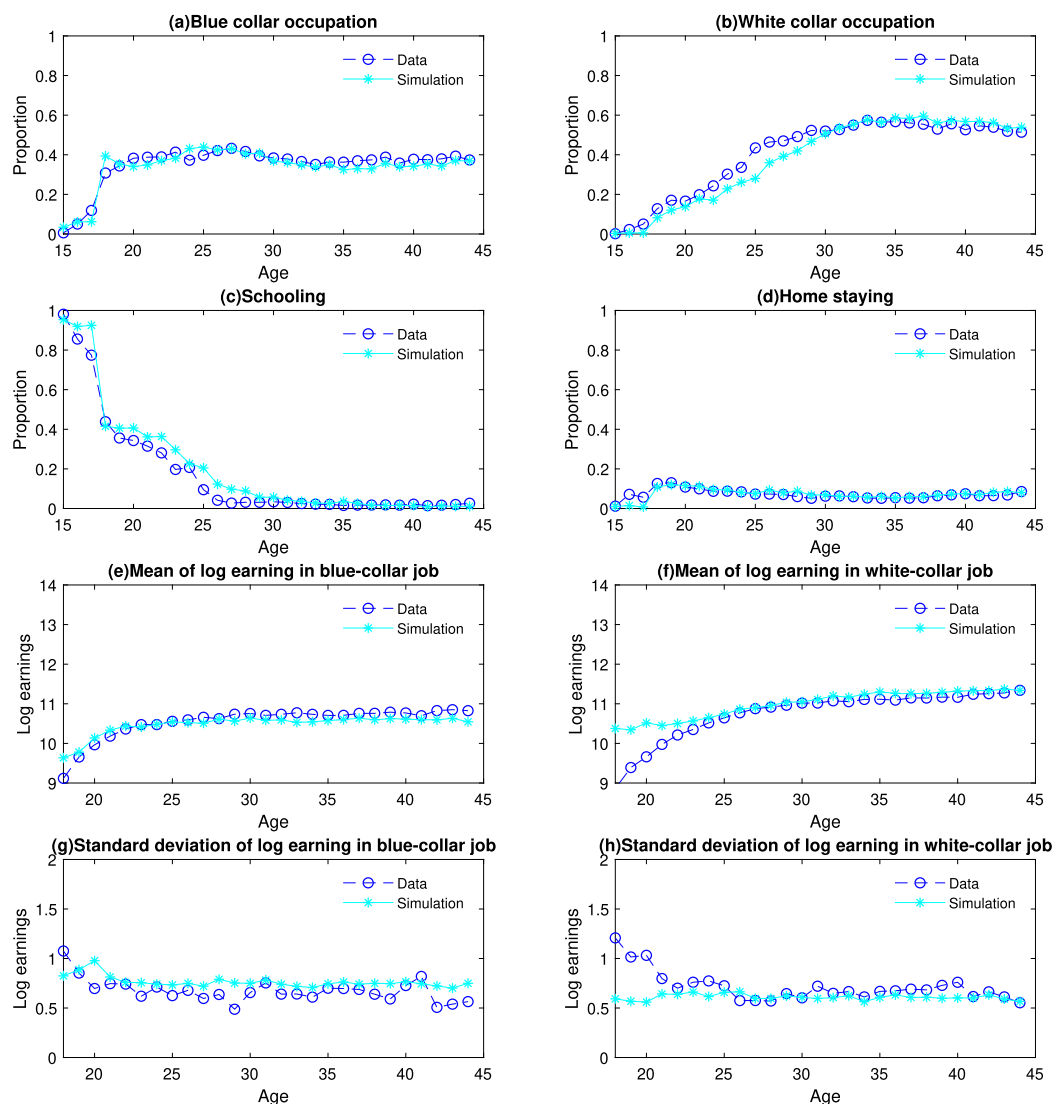 (a)Blue collar occupation
1
0.8
0.6
0.4
0.2
0
Proportion
Data
Simulation
15 20 25 30 35 40 45
Age
(b)White collar occupation
1
0.8
0.6
0.4
0.2
0
Proportion
Data
Simulation
15 20 25 30 35 40 45
Age
(c)Schooling
1
0.8
0.6
0.4
0.2
0
Proportion
Data
Simulation
15 20 25 30 35 40 45
Age
(d)Home staying
1
0.8
0.6
0.4
0.2
0
Proportion
Data
Simulation
15 20 25 30 35 40 45
Age
(e)Mean of log earning in blue-collar job
14
13
12
11
10
9
Log earnings
Data
Simulation
20 25 30 35 40 45
Age
(f)Mean of log earning in white-collar job
14
13
12
11
10
9
Log earnings
Data
Simulation
20 25 30 35 40 45
Age
(g)Standard deviation of log earning in blue-collar job
2
1.5
1
0.5
0
Log earnings
Data
Simulation
20 25 30 35 40 45
Age
(h)Standard deviation of log earning in white-collar job
2
1.5
1
0.5
0
Log earnings
Data
Simulation
20 25 30 35 40 45
Age